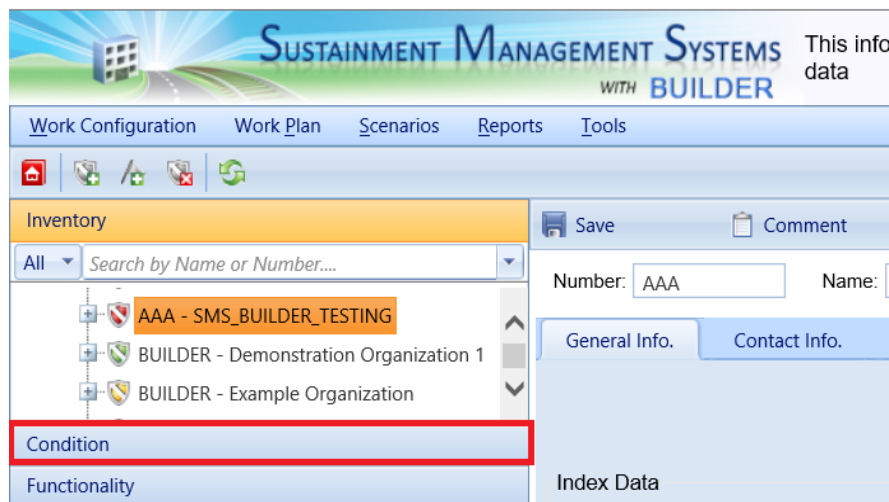 SUSTAINMENT MANAGEMENT SYSTEMS
WITH BUILDER
This info
data
Work Configuration Work Plan Scenarios Reports Tools
Inventory
Save Comment
All Search by Name or Number....
Number: AAA Name:
AAA - SMS_BUILDER_TESTING
General Info. Contact Info.
BUILDER - Demonstration Organization 1
BUILDER - Example Organization
Condition
Functionality
Index Data